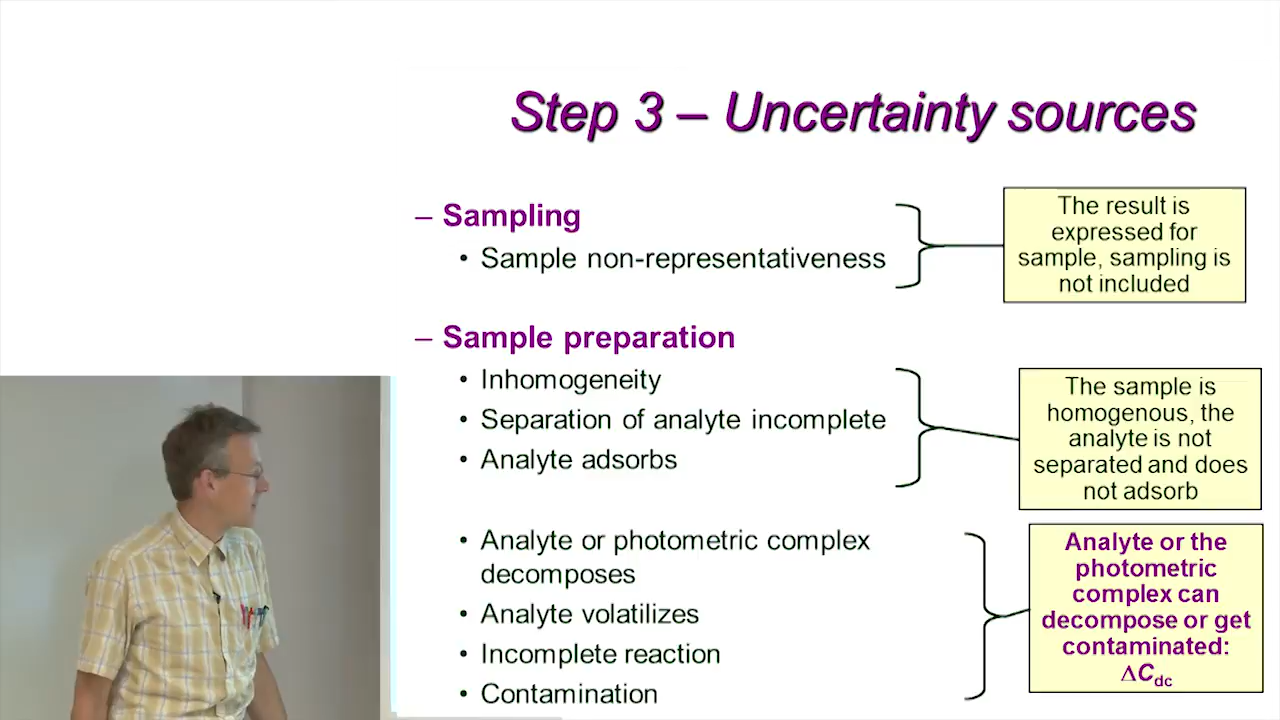 Step 3 – Uncertainty sources
– Sampling
• Sample non-representativeness
The result is
expressed for
sample, sampling is
not included
– Sample preparation
• Inhomogeneity
• Separation of analyte incomplete
• Analyte adsorbs
The sample is
homogenous, the
analyte is not
separated and does
not adsorb
• Analyte or photometric complex
decomposes
• Analyte volatilizes
• Incomplete reaction
• Contamination
Analyte or the
photometric
complex can
decompose or get
contaminated:
ΔCdc